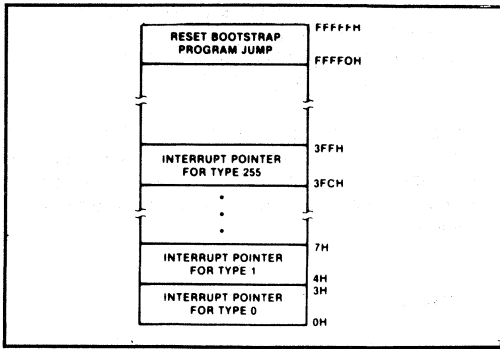 RESET BOOTSTRAP
PROGRAM JUMP
FFFFFH
FFFF0H
3FFH
INTERRUPT POINTER
FOR TYPE 255
3FCH
7H
INTERRUPT POINTER
FOR TYPE 1
4H
3H
INTERRUPT POINTER
FOR TYPE 0
0H